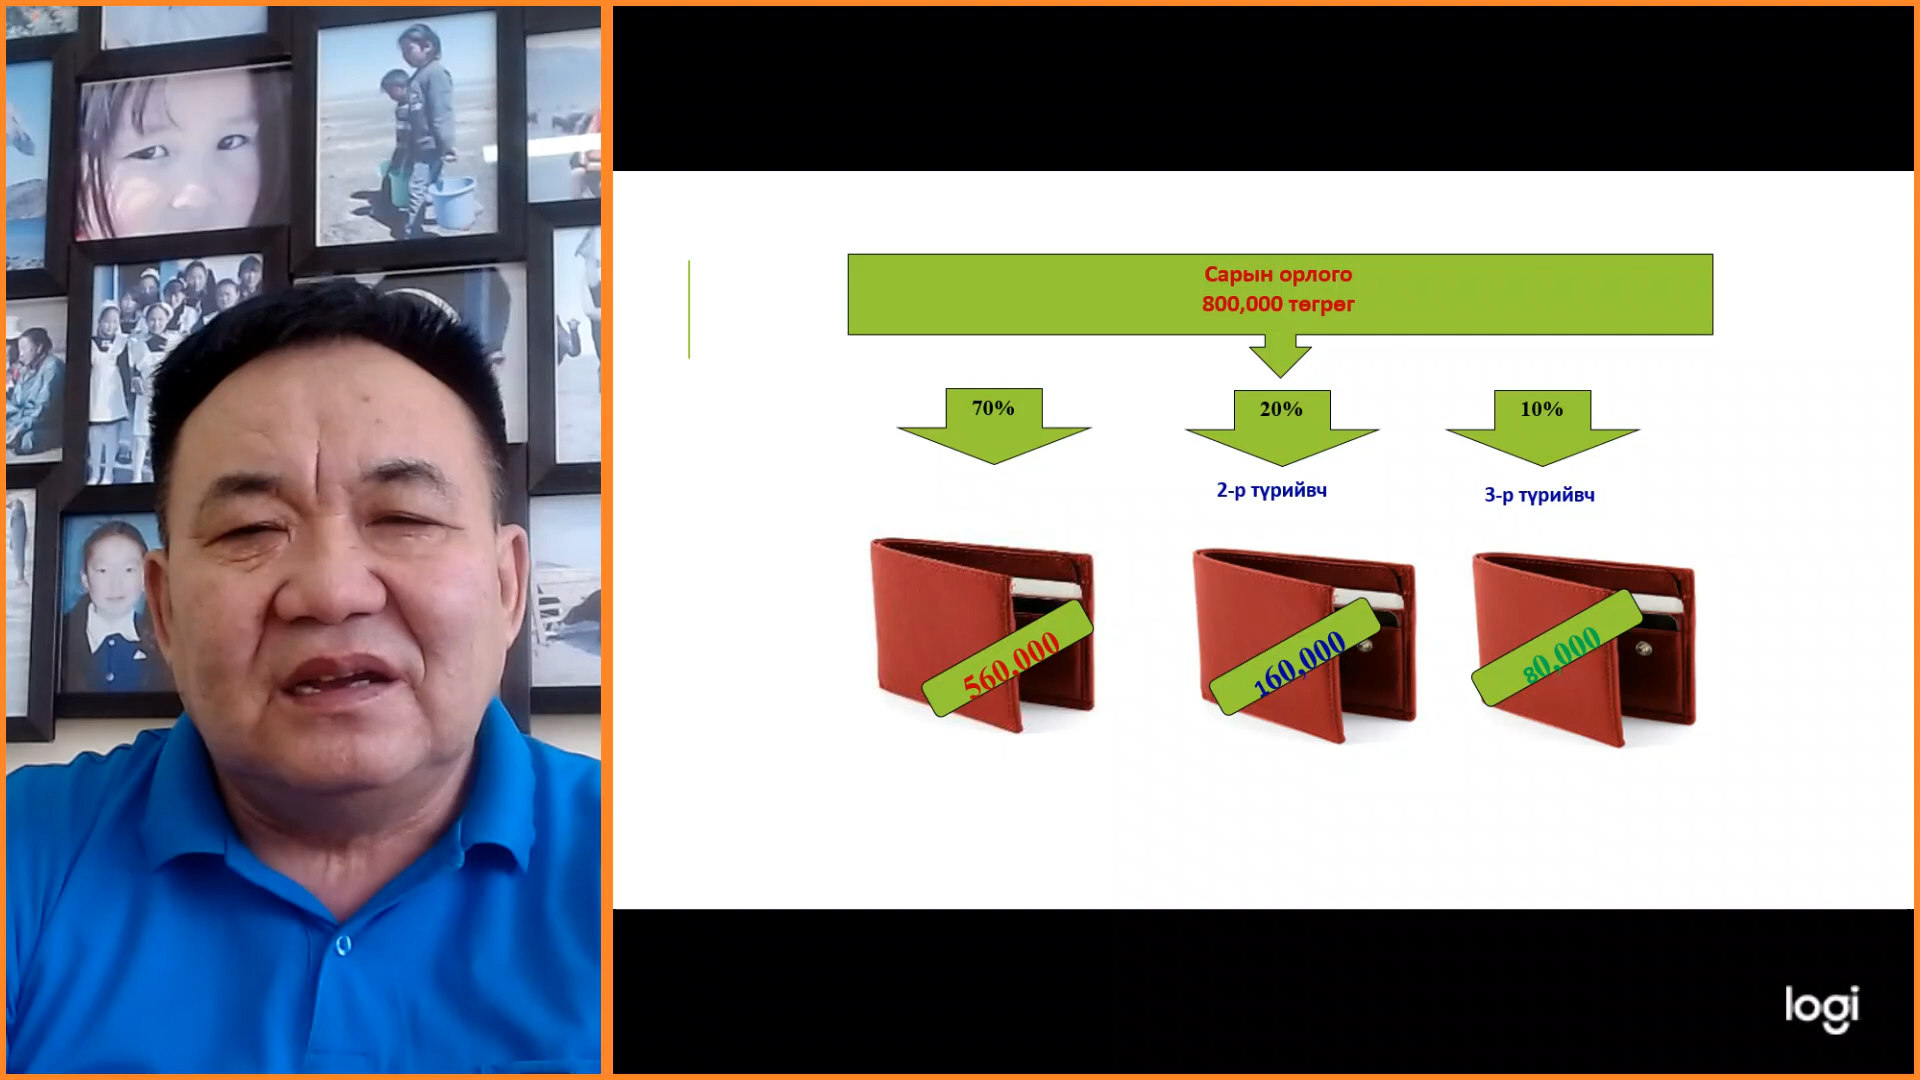 Сарын орлого
800,000 төгрөг
70%
20%
10%
2-р түрийвч
3-р түрийвч
560,000
160,000
80,000
logi